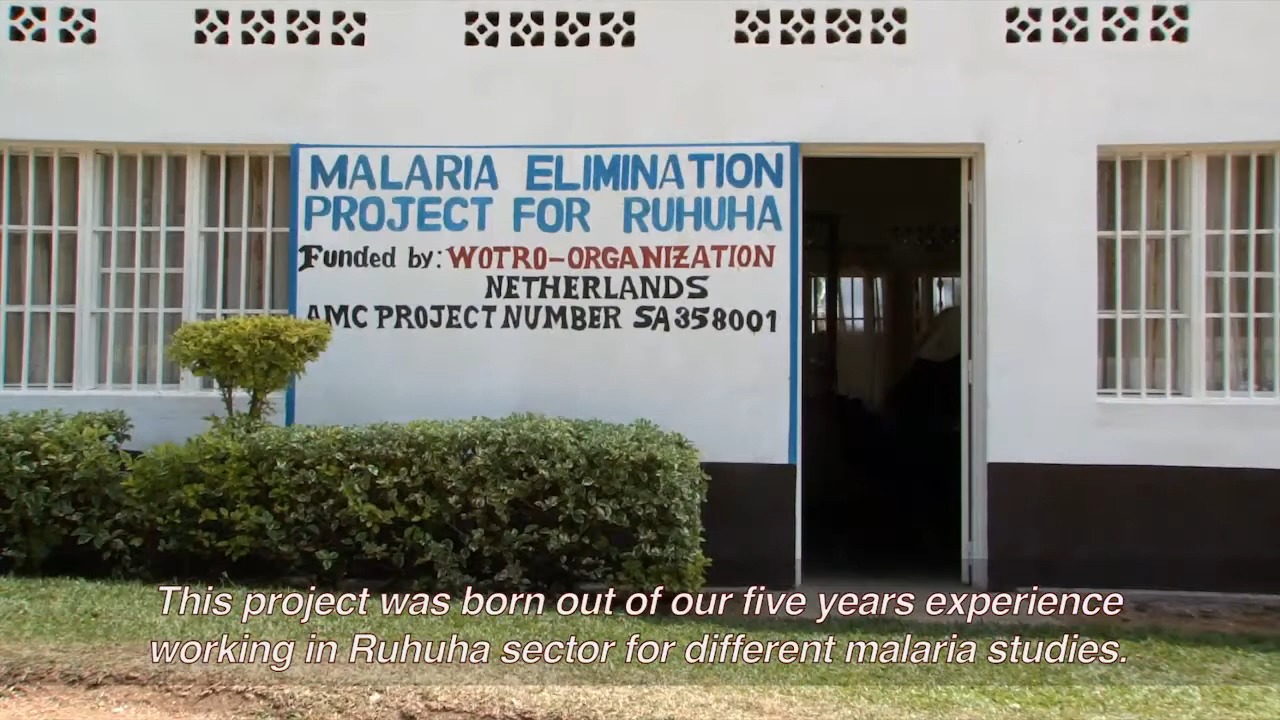 MALARIA ELIMINATION
PROJECT FOR RUHUHA
Funded by: WOTRO-ORGANIZATION
NETHERLANDS
AMC PROJECT NUMBER SA358001
This project was born out of our five years experience
working in Ruhuha sector for different malaria studies.